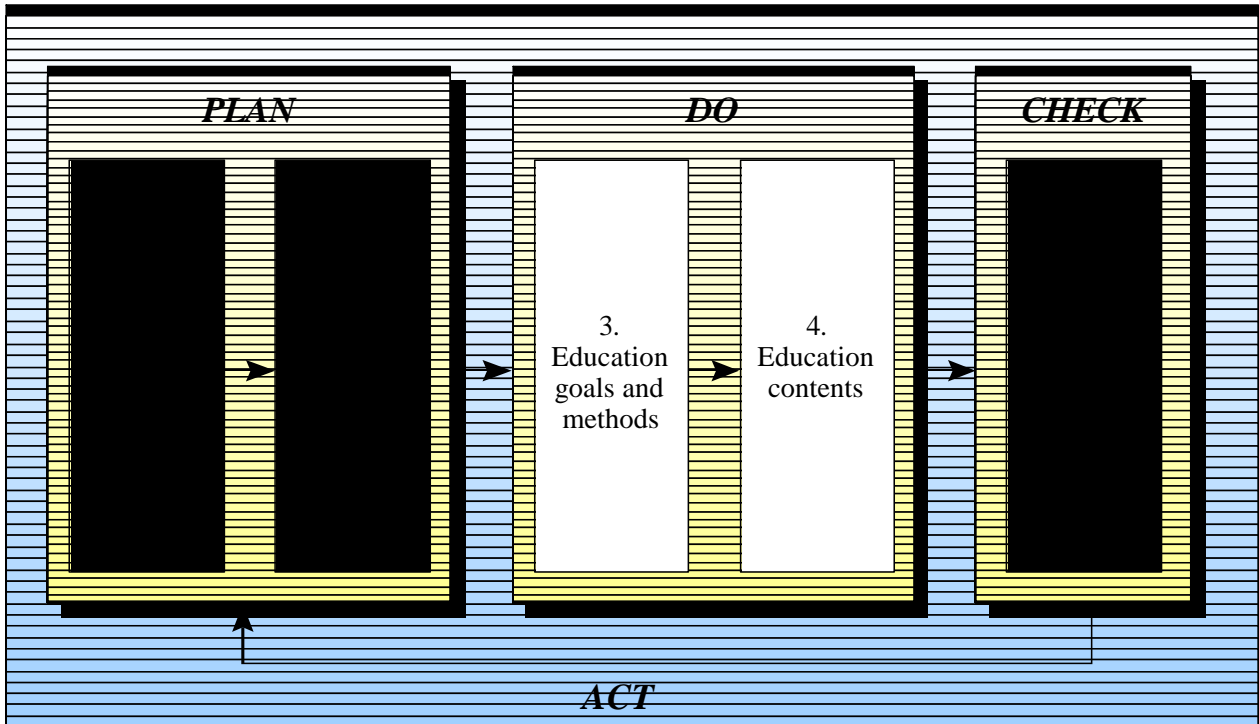 PLAN
DO
CHECK
3.
Education
goals and
methods
4.
Education
contents
ACT